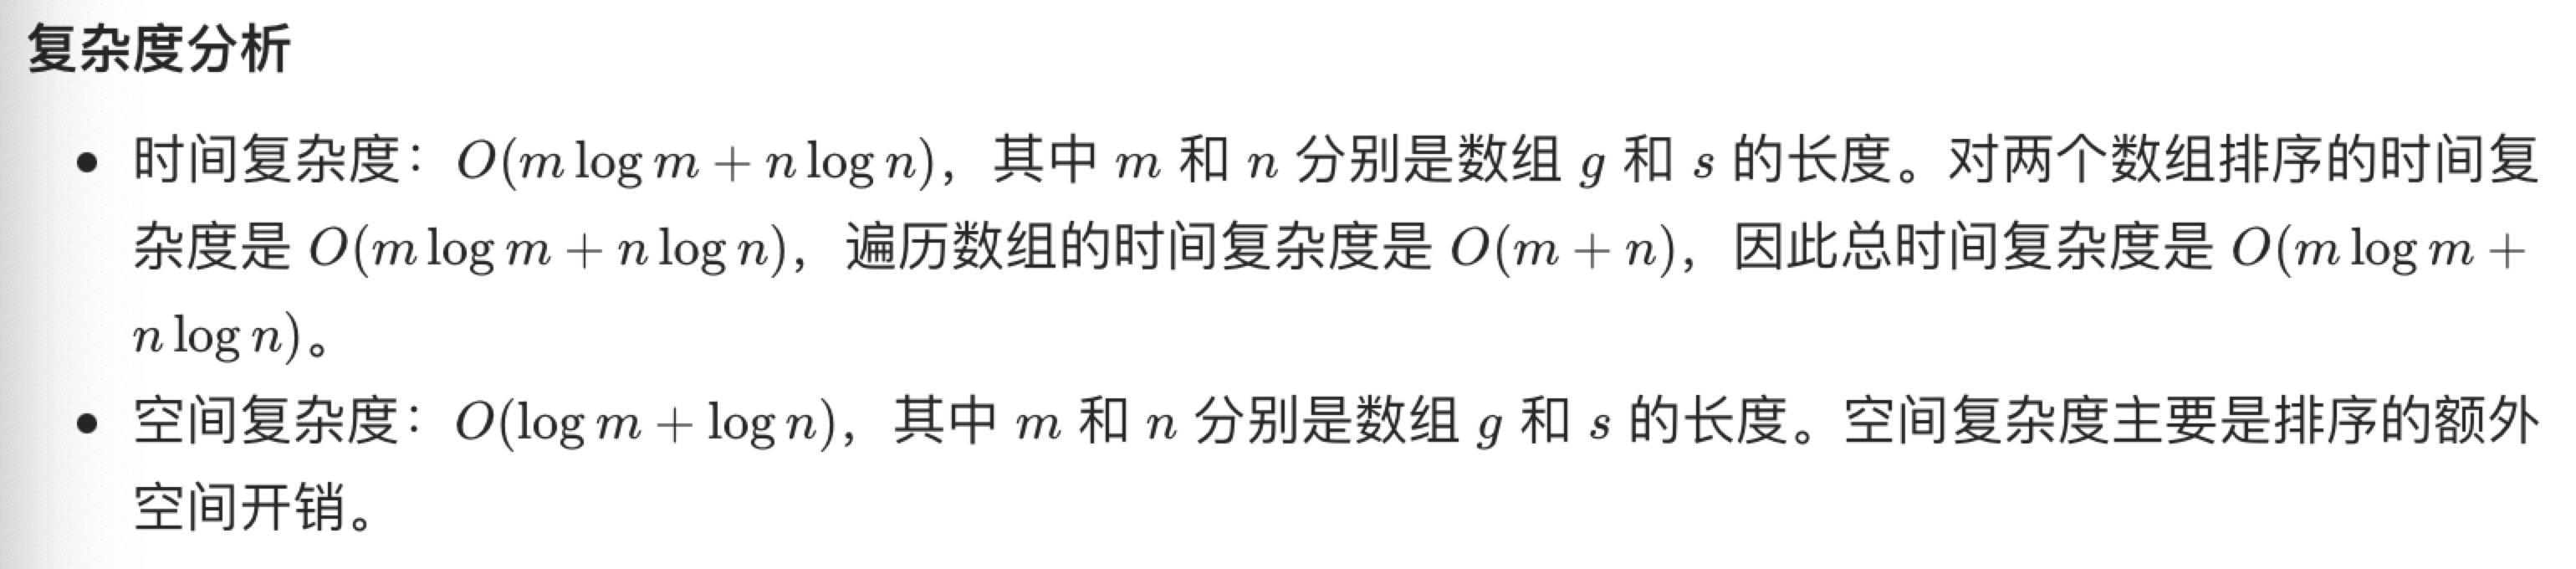 复杂度分析
• 时间复杂度：O(m log m + n log n)，其中 m 和 n 分别是数组 g 和 s 的长度。对两个数组排序的时间复
杂度是 O(m log m + n log n)，遍历数组的时间复杂度是 O(m + n)，因此总时间复杂度是 O(m log m +
n log n)。
• 空间复杂度：O(log m + log n)，其中 m 和 n 分别是数组 g 和 s 的长度。空间复杂度主要是排序的额外
空间开销。